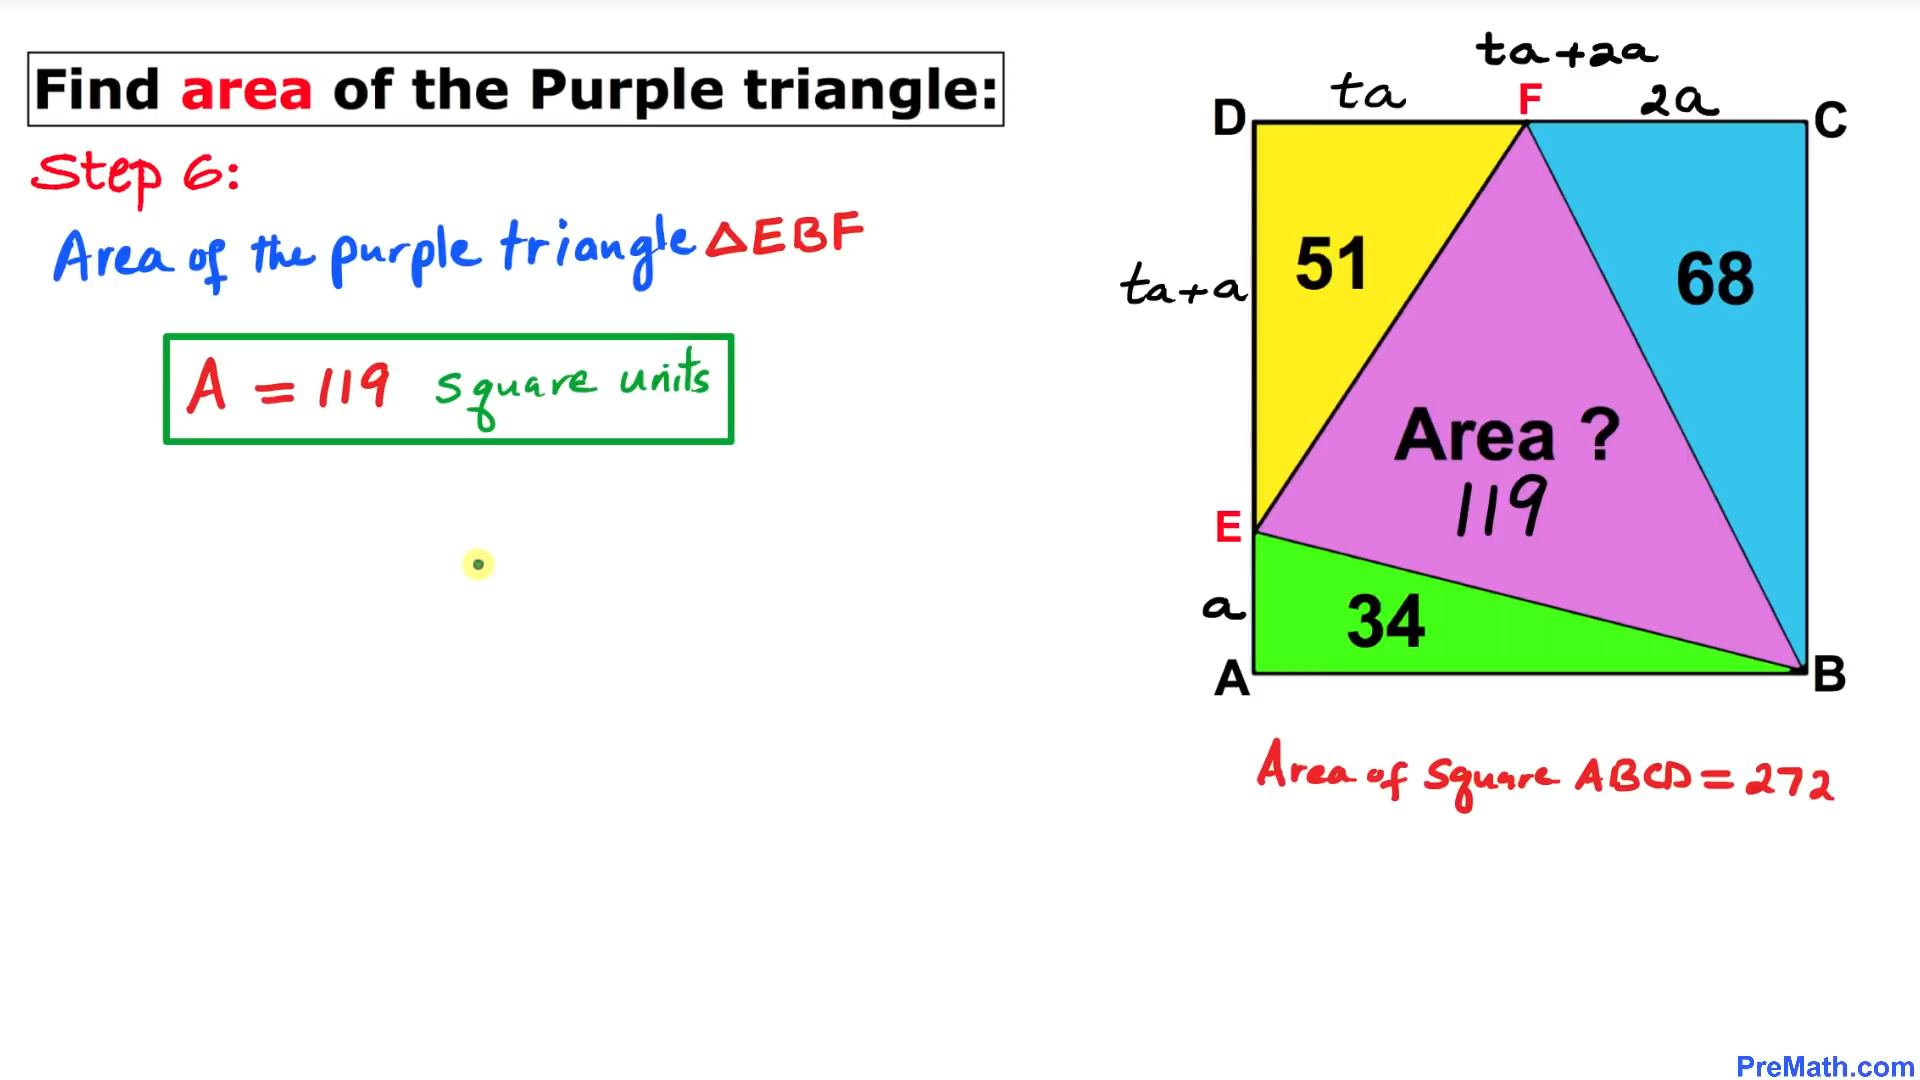 Find area of the Purple triangle:
Step 6:
Area of the purple triangle △EBF
A = 119 square units
ta+2a
ta
F
2a
D
C
51
68
ta+a
Area ?
119
E
a
34
A
B
Area of square ABCD = 272
PreMath.com